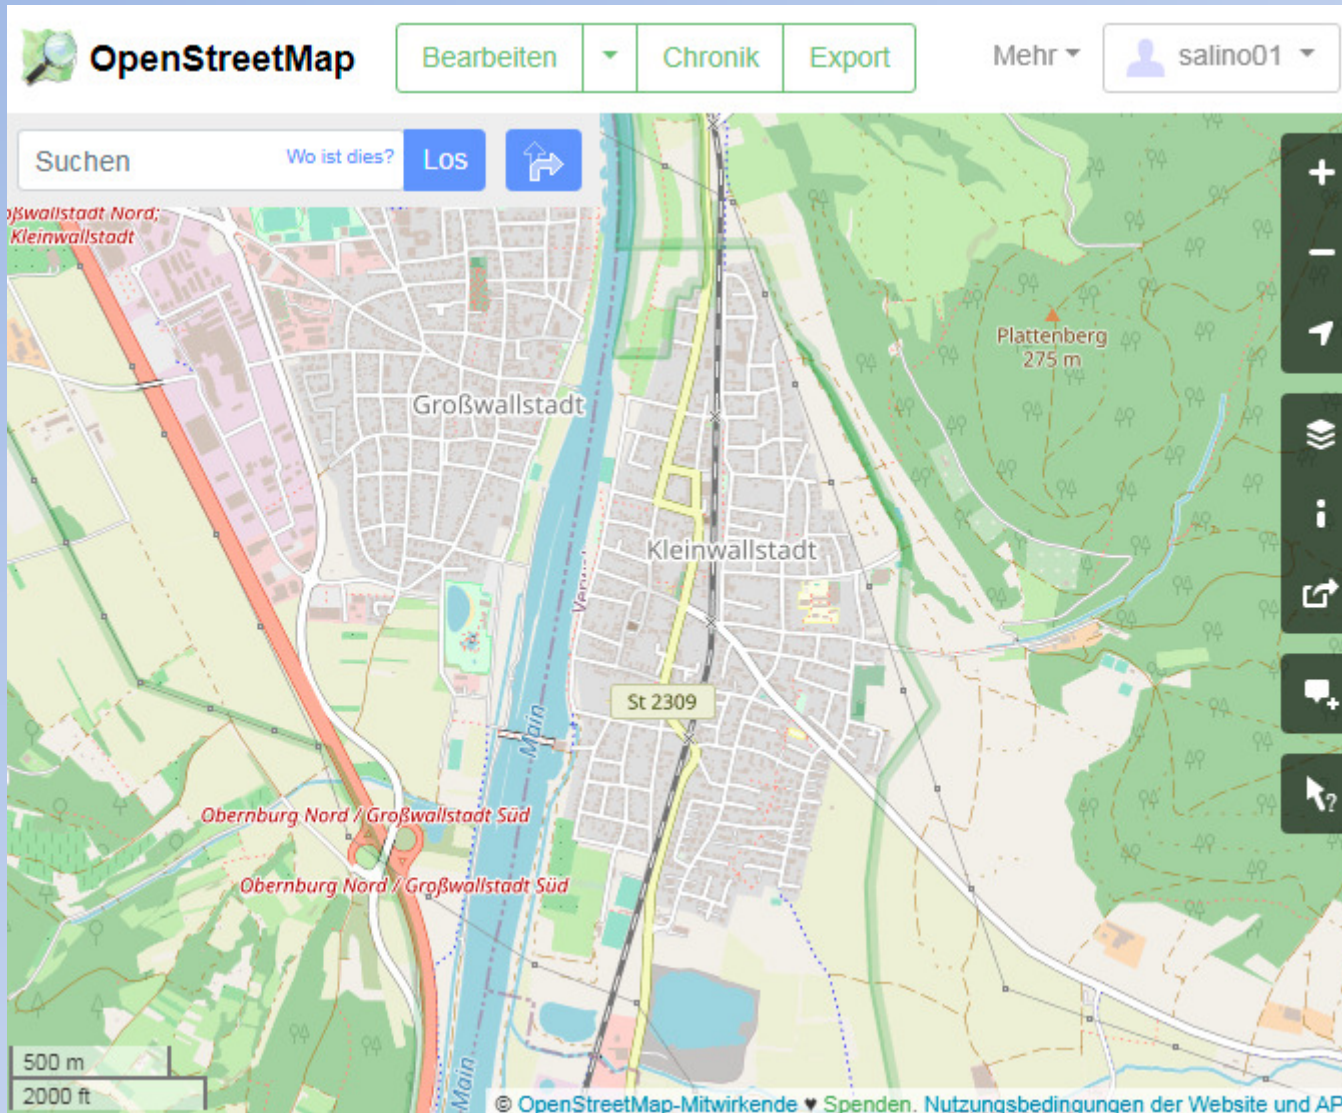 OpenStreetMap
Bearbeiten
Chronik
Export
Mehr
salino01
Suchen
Wo ist dies?
Los
Kleinwallstadt
Plattenberg
275 m
Großwallstadt
Kleinwallstadt
St 2309
Main
Obernburg Nord / Großwallstadt Süd
Obernburg Nord / Großwallstadt Süd
Main
500 m
2000 ft
© OpenStreetMap-Mitwirkende ♥ Spenden. Nutzungsbedingungen der Website und